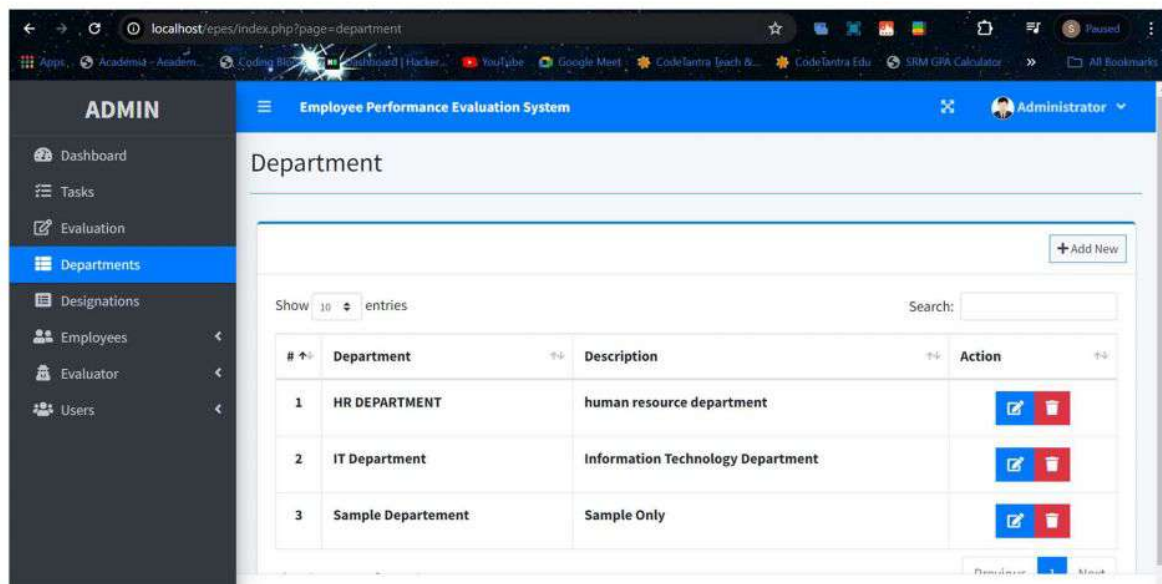 localhost/epes/index.php?page=department
Paused
Apps
Academia - Academ...
Coding Bl
Dashboard | Hacker...
YouTube
Google Meet
CodeTantra Teach &...
CodeTantra Edu
SRM GPA Calculator
»
All Bookmarks
ADMIN
Employee Performance Evaluation System
Administrator
Dashboard
Tasks
Evaluation
Departments
Designations
Employees
Evaluator
Users
Department
+Add New
Show 10 entries
Search:
# Department Description Action
1 HR DEPARTMENT human resource department
2 IT Department Information Technology Department
3 Sample Departement Sample Only
Previous 1 Next